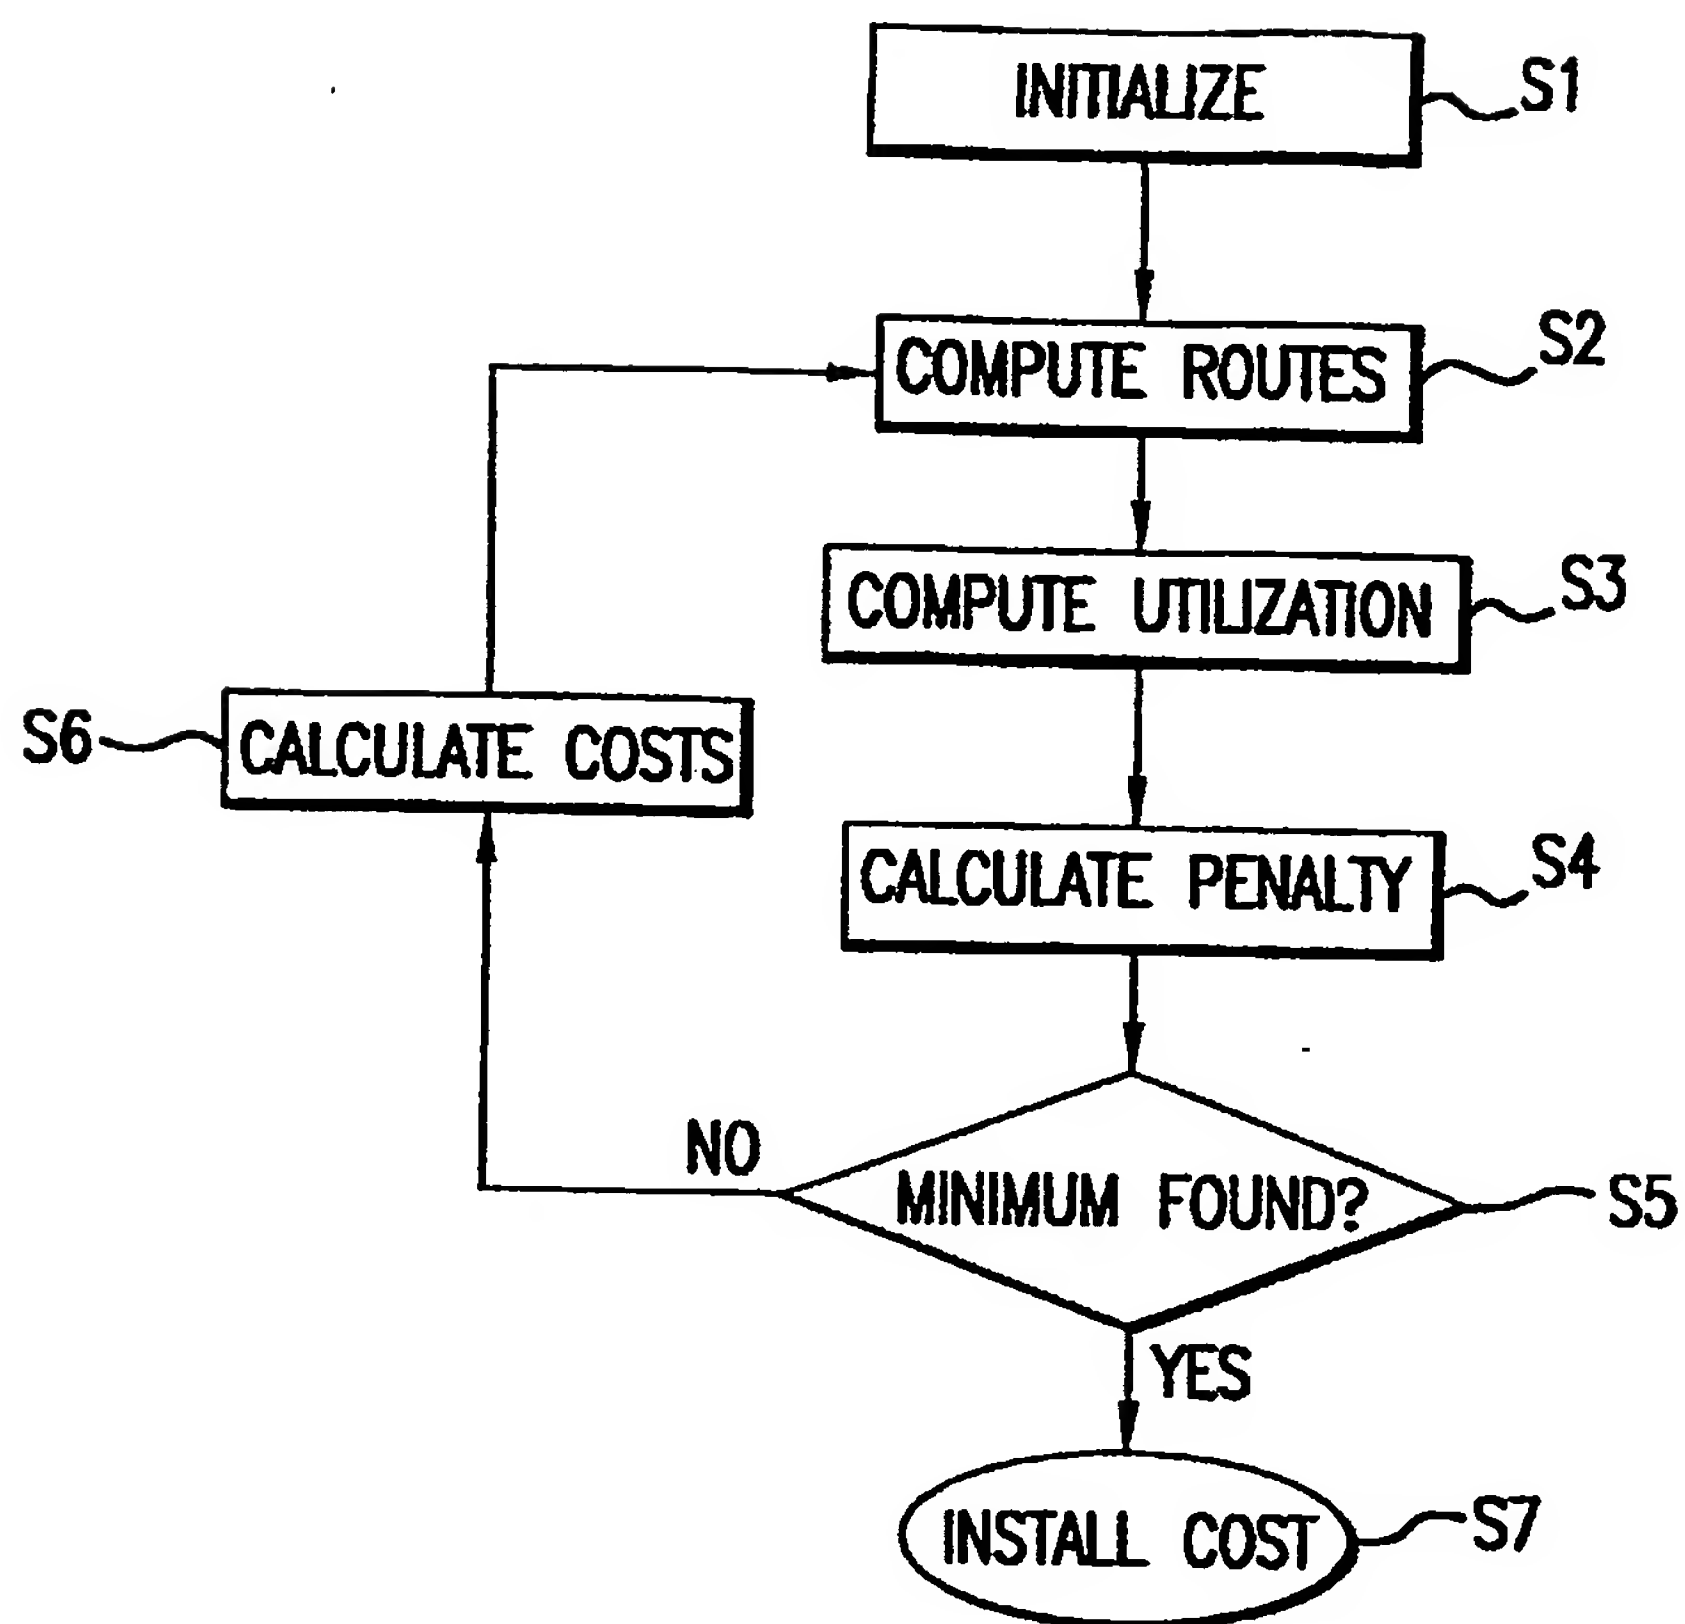 INITIALIZE
S1
COMPUTE ROUTES
S2
COMPUTE UTILIZATION
S3
S6
CALCULATE COSTS
CALCULATE PENALTY
S4
NO
MINIMUM FOUND?
S5
YES
INSTALL COST
S7